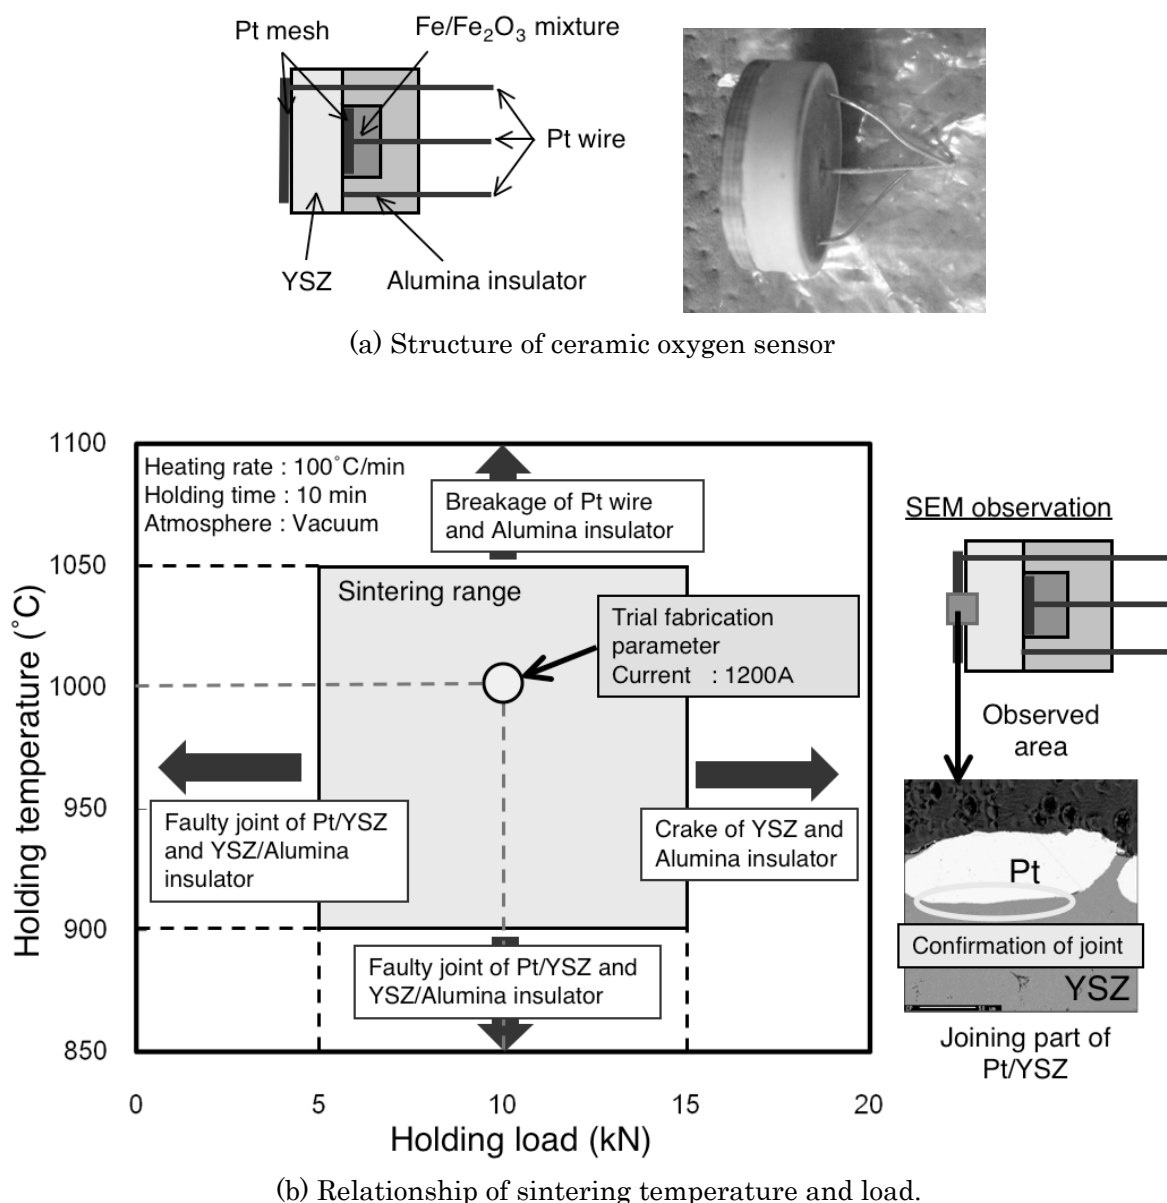 Pt mesh
Fe/Fe₂O₃ mixture
Pt wire
YSZ
Alumina insulator
(a) Structure of ceramic oxygen sensor
1100
1050
1000
950
900
850
Holding temperature (˚C)
Heating rate : 100˚C/min
Holding time : 10 min
Atmosphere : Vacuum
Breakage of Pt wire
and Alumina insulator
Sintering range
Trial fabrication
parameter
Current : 1200A
Faulty joint of Pt/YSZ
and YSZ/Alumina
insulator
Crake of YSZ and
Alumina insulator
Faulty joint of Pt/YSZ and
YSZ/Alumina insulator
0
5
10
15
20
Holding load (kN)
SEM observation
Observed
area
Pt
Confirmation of joint
YSZ
Joining part of
Pt/YSZ
(b) Relationship of sintering temperature and load.